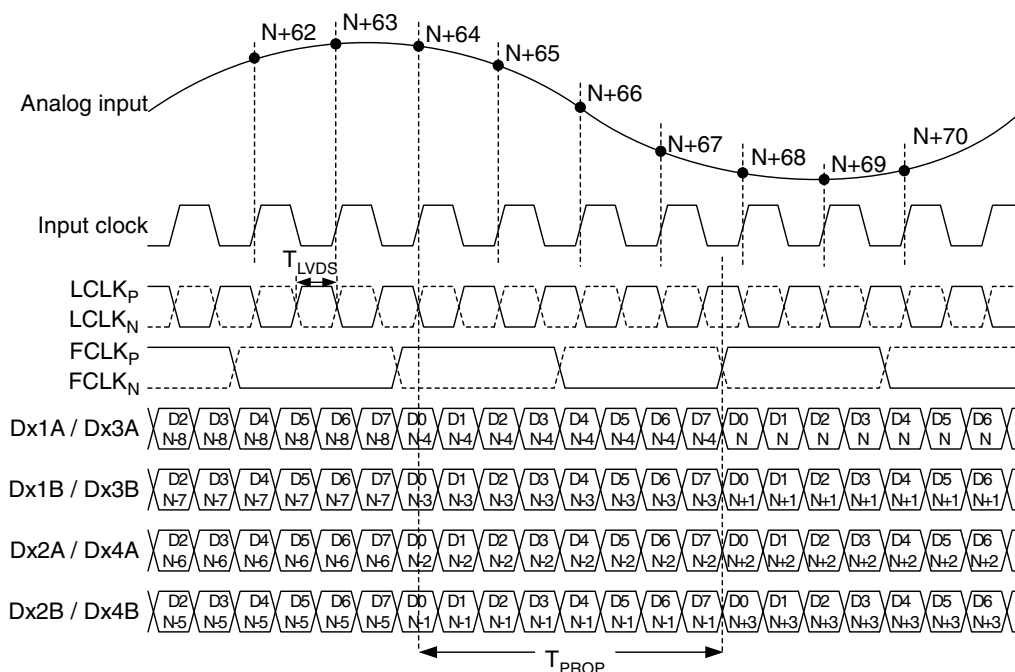 N+62
N+63
N+64
N+65
N+66
N+67
N+68
N+69
N+70
Analog input
Input clock
T_LVDS
LCLK_P
LCLK_N
FCLK_P
FCLK_N
Dx1A / Dx3A
D2 D3 D4 D5 D6 D7 D0 D1 D2 D3 D4 D5 D6 D7 D0 D1 D2 D3 D4 D5 D6
N-8 N-8 N-8 N-8 N-8 N-8 N-4 N-4 N-4 N-4 N-4 N-4 N-4 N-4 N N N N N N N
Dx1B / Dx3B
D2 D3 D4 D5 D6 D7 D0 D1 D2 D3 D4 D5 D6 D7 D0 D1 D2 D3 D4 D5 D6
N-7 N-7 N-7 N-7 N-7 N-7 N-3 N-3 N-3 N-3 N-3 N-3 N-3 N-3 N+1 N+1 N+1 N+1 N+1 N+1 N+1
Dx2A / Dx4A
D2 D3 D4 D5 D6 D7 D0 D1 D2 D3 D4 D5 D6 D7 D0 D1 D2 D3 D4 D5 D6
N-6 N-6 N-6 N-6 N-6 N-6 N-2 N-2 N-2 N-2 N-2 N-2 N-2 N-2 N+2 N+2 N+2 N+2 N+2 N+2 N+2
Dx2B / Dx4B
D2 D3 D4 D5 D6 D7 D0 D1 D2 D3 D4 D5 D6 D7 D0 D1 D2 D3 D4 D5 D6
N-5 N-5 N-5 N-5 N-5 N-5 N-1 N-1 N-1 N-1 N-1 N-1 N-1 N-1 N+3 N+3 N+3 N+3 N+3 N+3 N+3
T_PROP